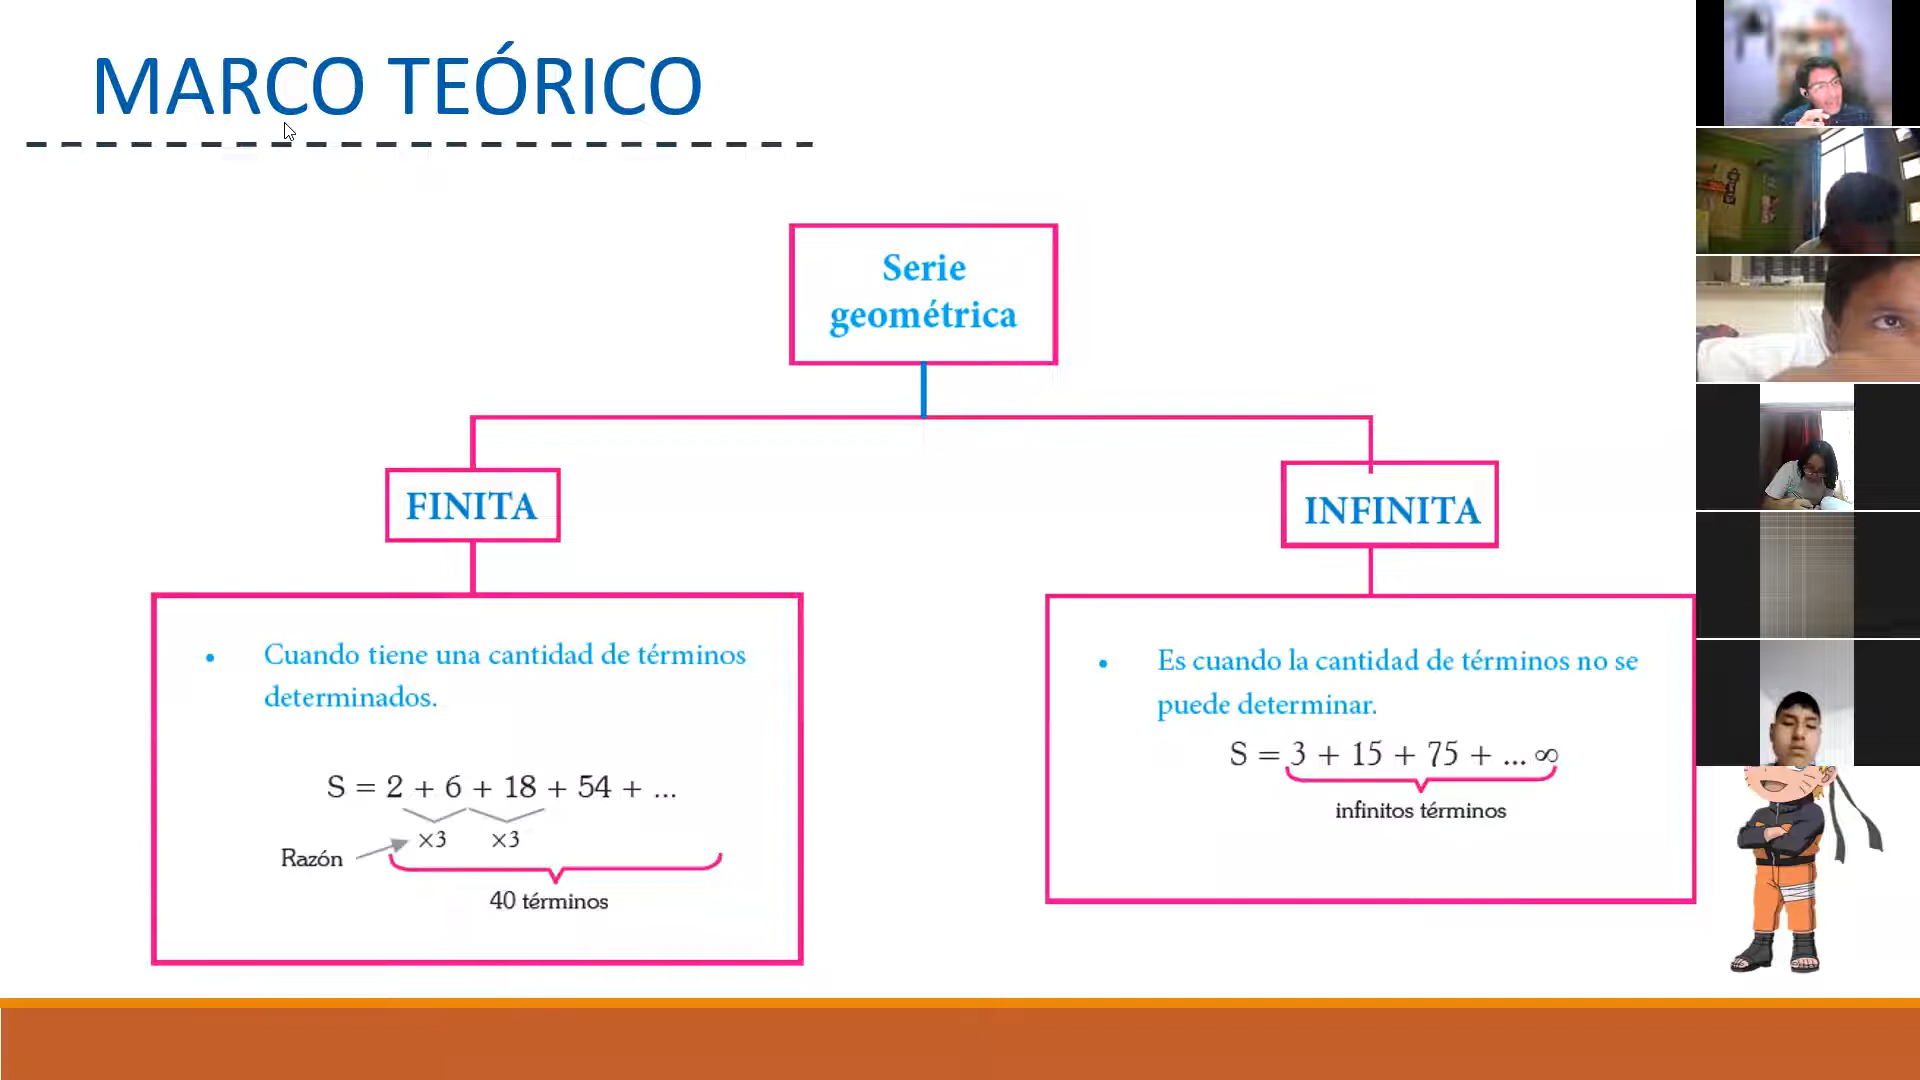 MARCO TEÓRICO
Serie
geométrica
FINITA
INFINITA
• Cuando tiene una cantidad de términos
determinados.
S = 2 + 6 + 18 + 54 + ...
×3 ×3
Razón
40 términos
• Es cuando la cantidad de términos no se
puede determinar.
S = 3 + 15 + 75 + ... ∞
infinitos términos